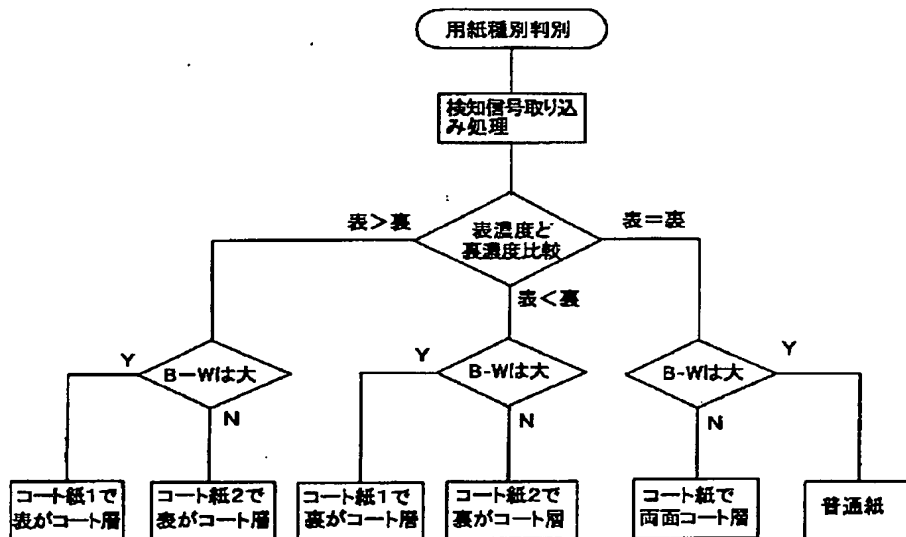 用紙種別判別
検知信号取り込
み処理
表>裏
表濃度と
裏濃度比較
表=裏
表<裏
Y
B-Wは大
N
Y
B-Wは大
N
Y
B-Wは大
N
コート紙1で
表がコート層
コート紙2で
表がコート層
コート紙1で
裏がコート層
コート紙2で
裏がコート層
コート紙で
両面コート層
普通紙